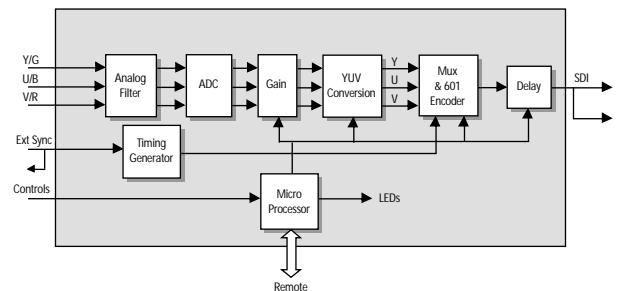 Y/G
U/B
V/R
Analog
Filter
ADC
Gain
YUV
Conversion
Y
U
V
Mux
& 601
Encoder
Delay
SDI
Ext Sync
Timing
Generator
Controls
Micro
Processor
LEDs
Remote